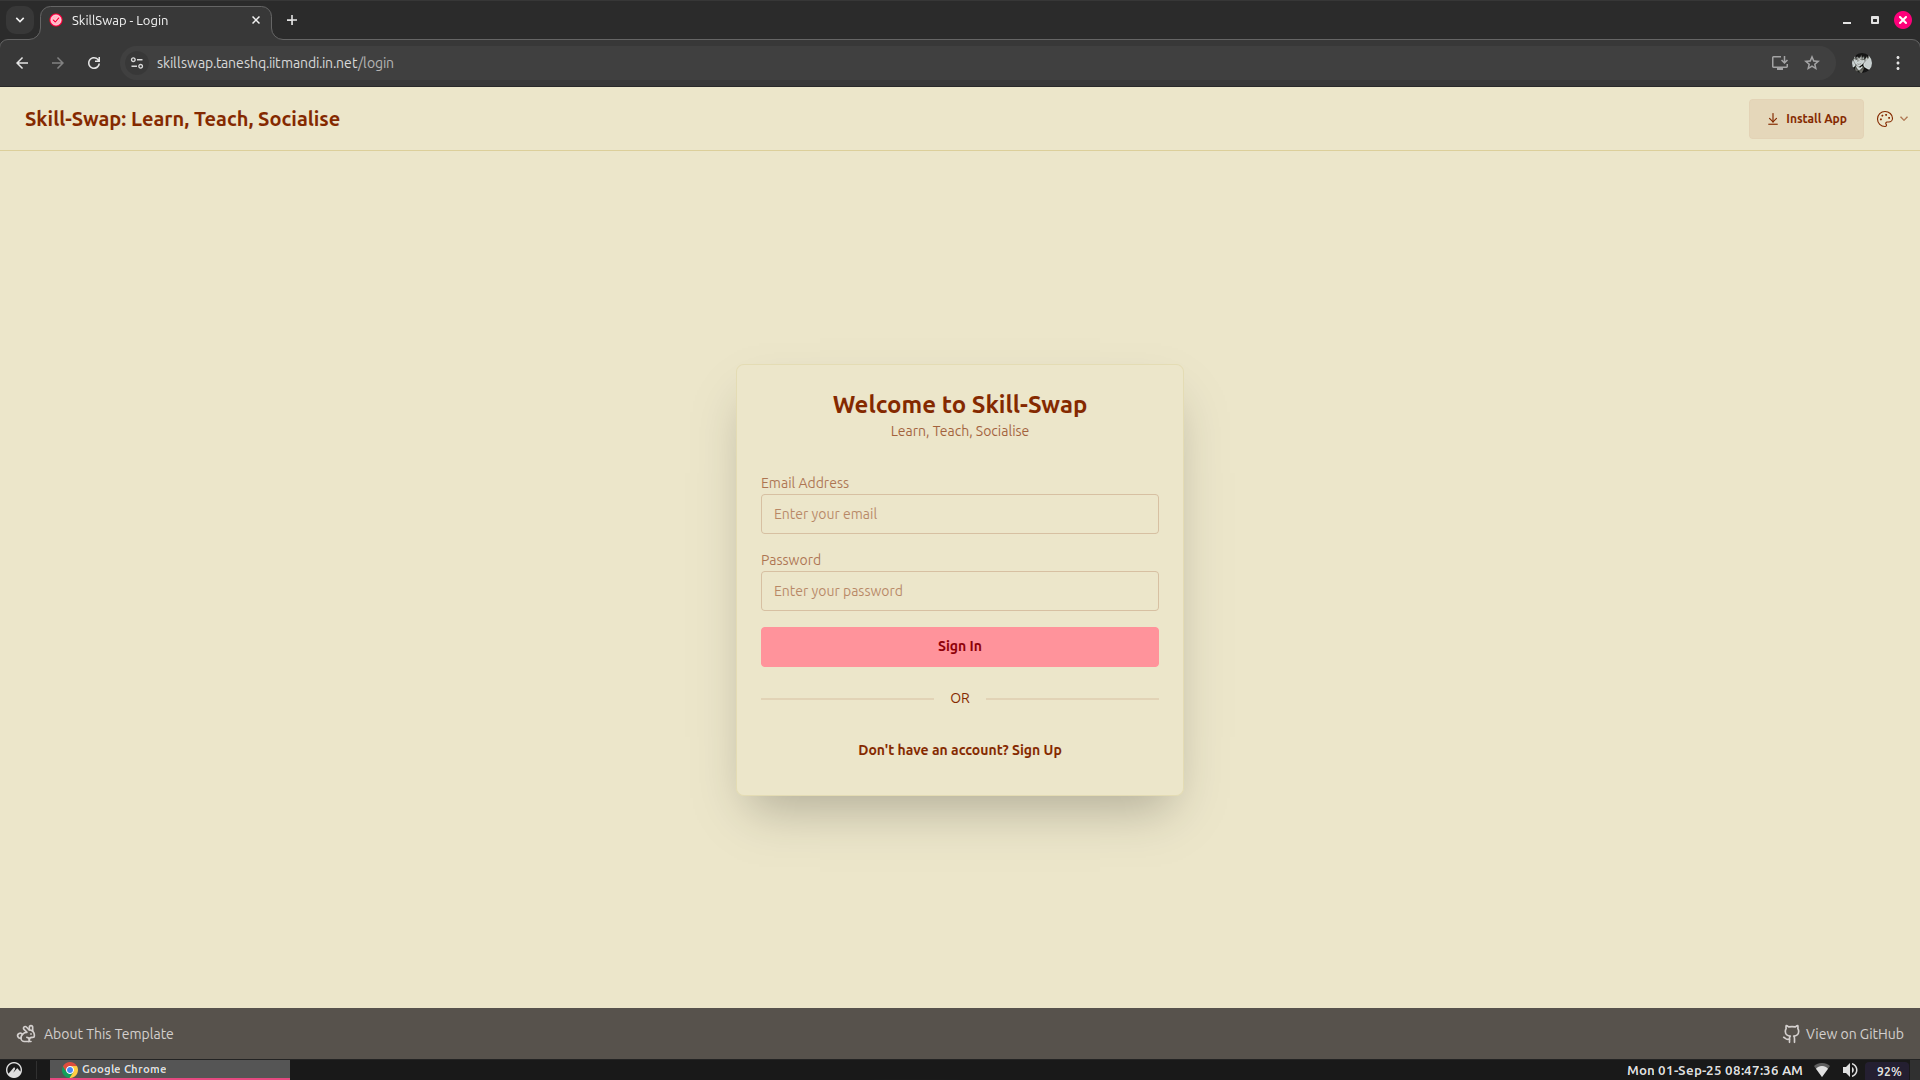 SkillSwap - Login
skillswap.taneshq.iitmandi.in.net/login
Skill-Swap: Learn, Teach, Socialise
Install App
Welcome to Skill-Swap
Learn, Teach, Socialise
Email Address
Enter your email
Password
Enter your password
Sign In
OR
Don't have an account? Sign Up
About This Template
View on GitHub
Google Chrome
Mon 01-Sep-25 08:47:36 AM
92%